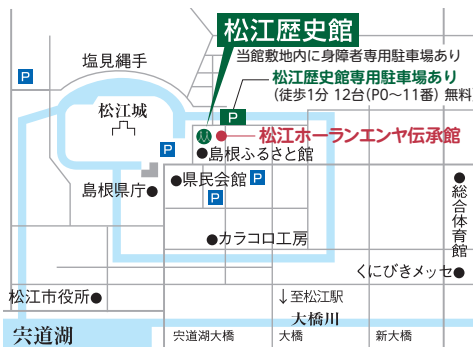 松江歴史館
当館敷地内に身障者専用駐車場あり
塩見縄手
P
松江歴史館専用駐車場あり
(徒歩1分 12台(P0〜11番) 無料)
松江城
P
松江ホーランエンヤ伝承館
P
島根ふるさと館
島根県庁
県民会館
P
P
総合体育館
カラコロ工房
くにびきメッセ
松江市役所
↓至松江駅
大橋川
宍道湖
宍道湖大橋
大橋
新大橋